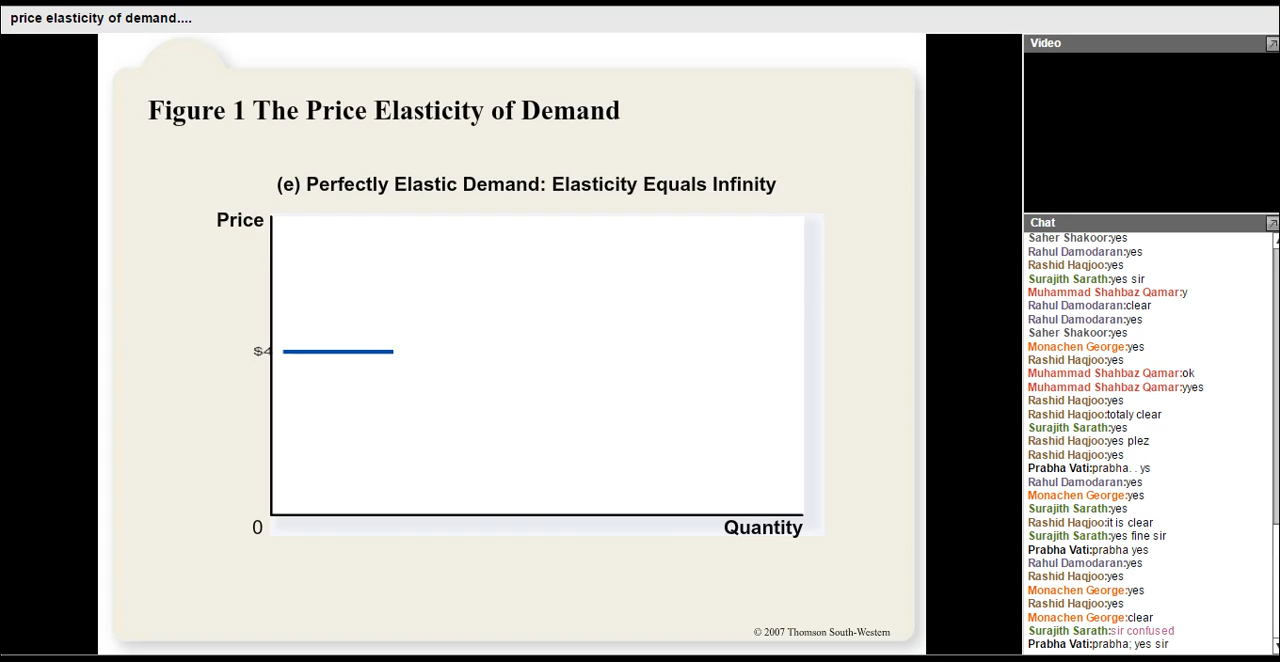 price elasticity of demand....
Figure 1 The Price Elasticity of Demand
(e) Perfectly Elastic Demand: Elasticity Equals Infinity
Price
$4
0
Quantity
© 2007 Thomson South-Western
Video
Chat
Saher Shakoor:yes
Rahul Damodaran:yes
Rashid Haqjoo:yes
Surajith Sarath:yes sir
Muhammad Shahbaz Qamar:y
Rahul Damodaran:clear
Rahul Damodaran:yes
Saher Shakoor:yes
Monachen George:yes
Rashid Haqjoo:yes
Muhammad Shahbaz Qamar:ok
Muhammad Shahbaz Qamar:yyes
Rashid Haqjoo:yes
Rashid Haqjoo:totaly clear
Surajith Sarath:yes
Rashid Haqjoo:yes plez
Rashid Haqjoo:yes
Prabha Vati:prabha. . ys
Rahul Damodaran:yes
Monachen George:yes
Surajith Sarath:yes
Rashid Haqjoo:it is clear
Surajith Sarath:yes fine sir
Prabha Vati:prabha yes
Rahul Damodaran:yes
Rashid Haqjoo:yes
Monachen George:yes
Rashid Haqjoo:yes
Monachen George:clear
Surajith Sarath:sir confused
Prabha Vati:prabha; yes sir